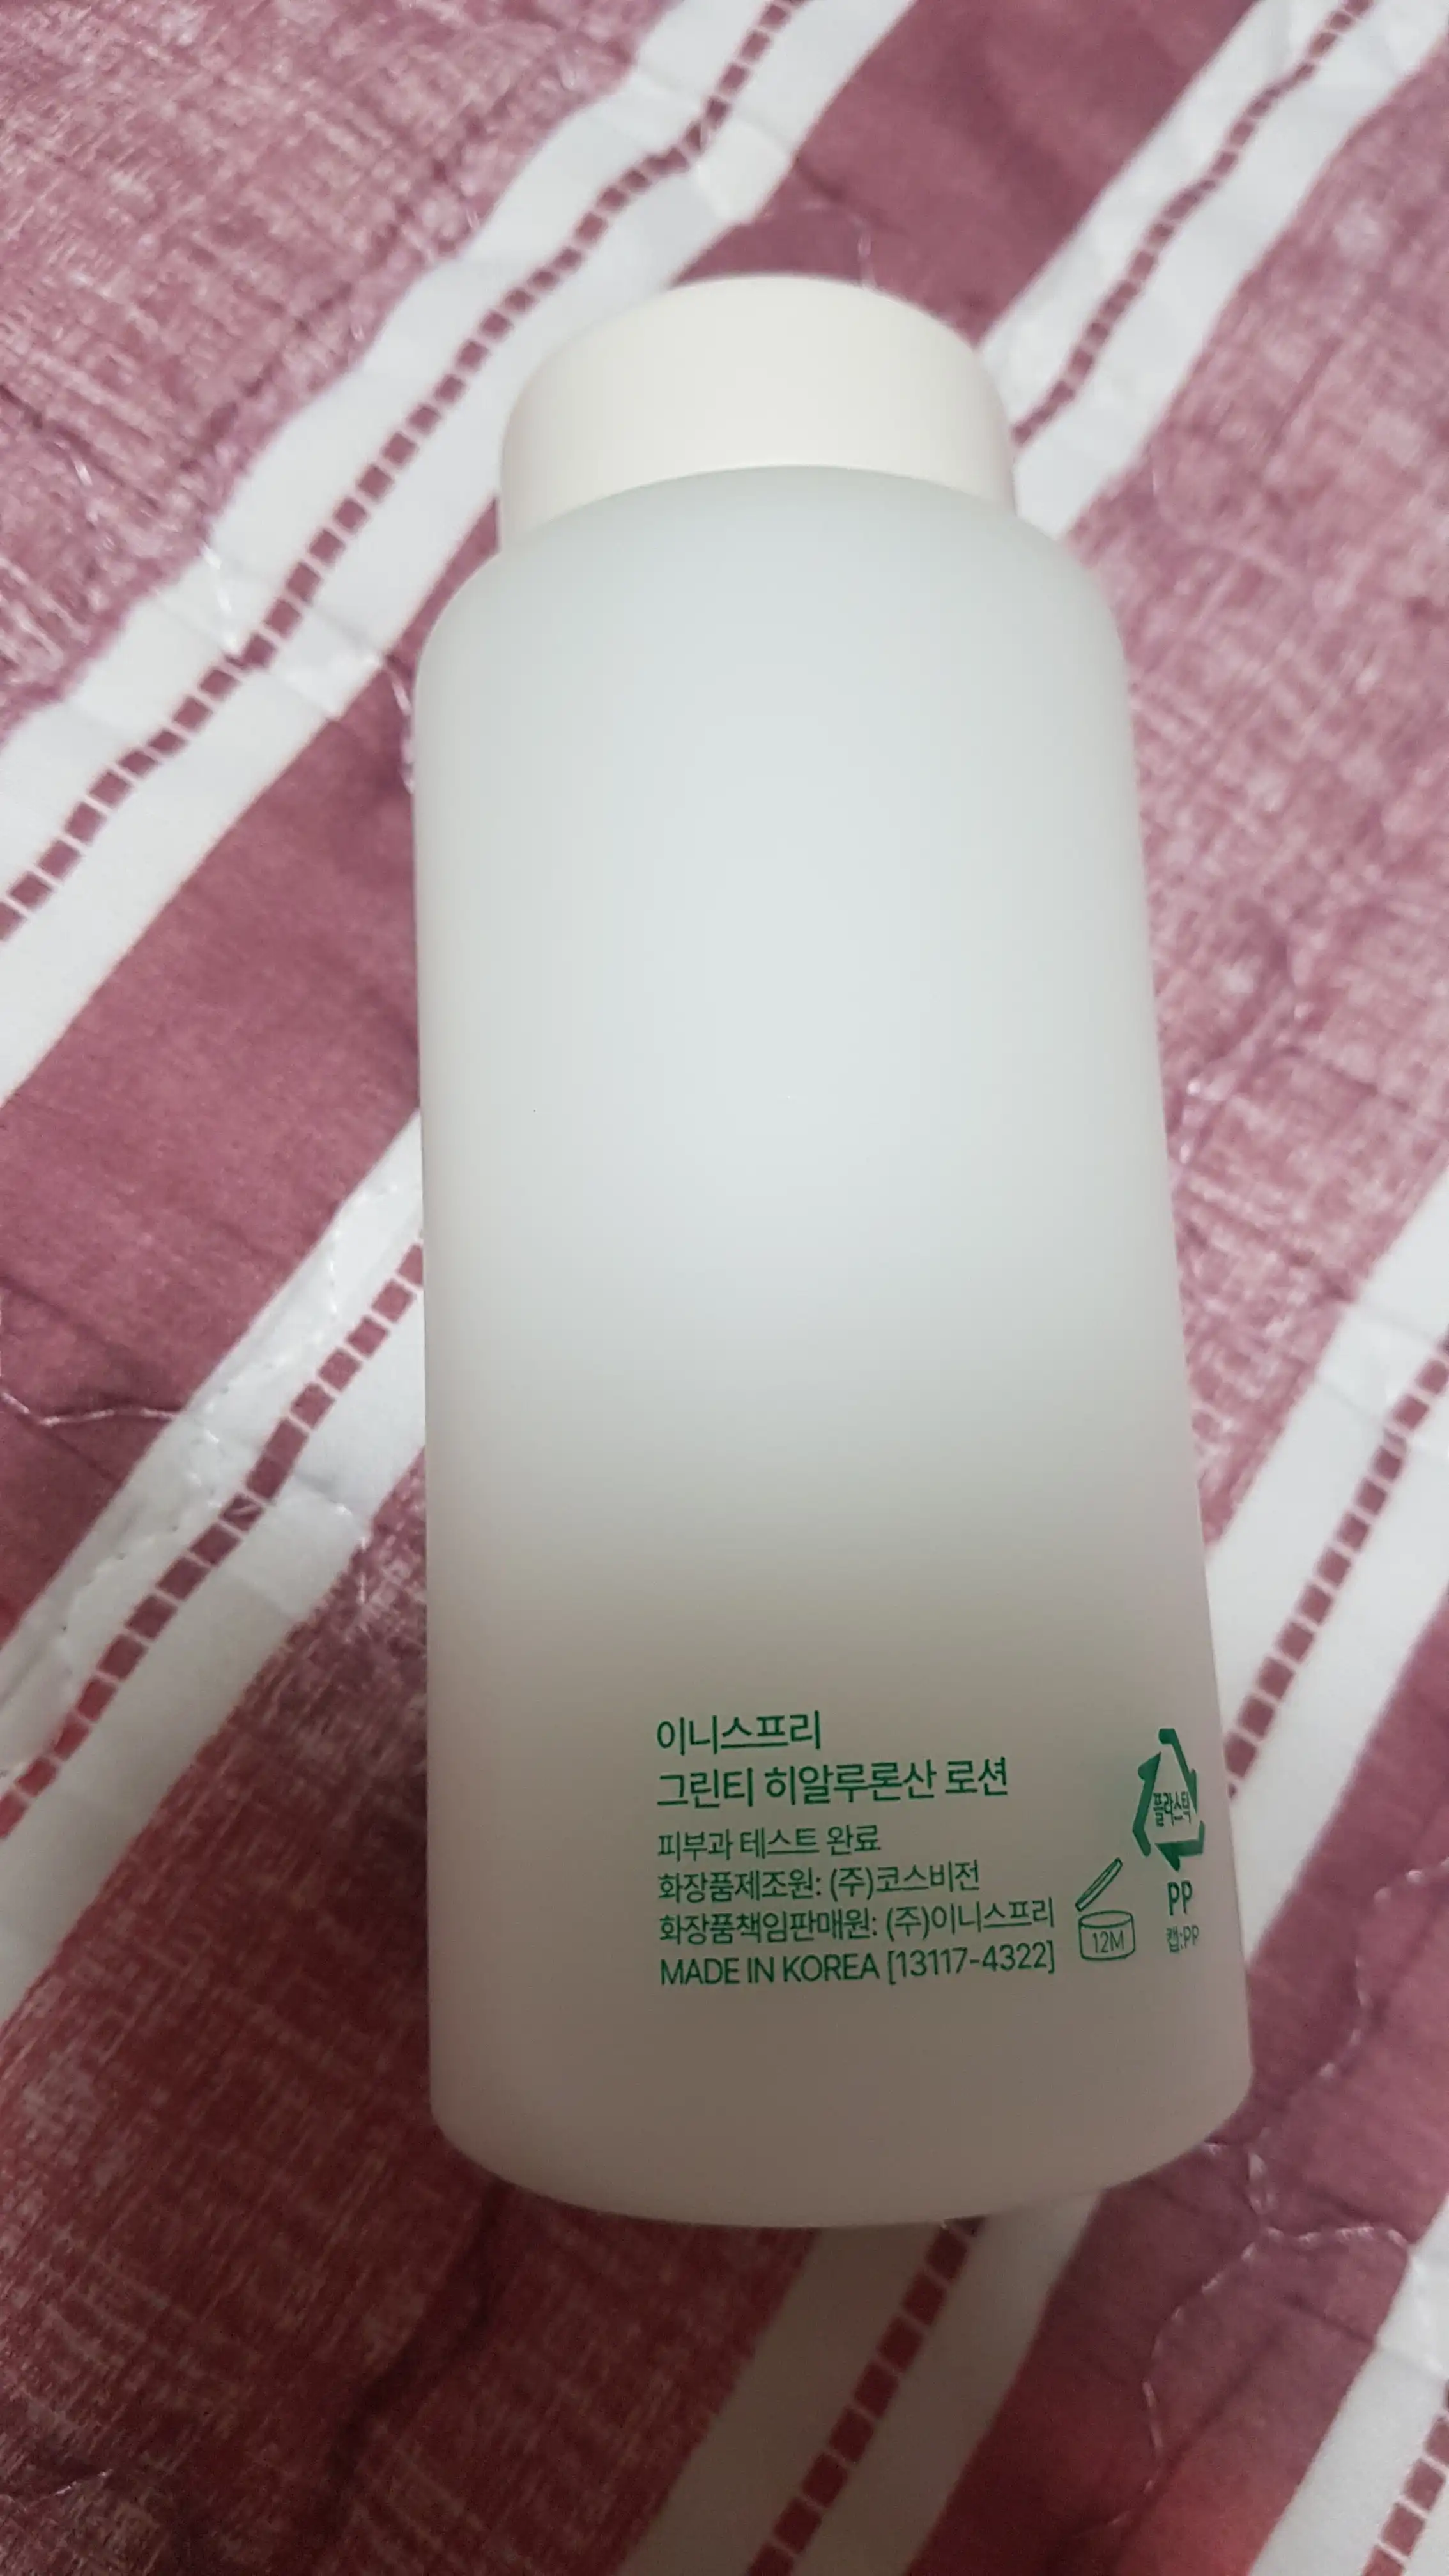 이니스프리
그린티 히알루론산 로션
피부과 테스트 완료
화장품제조원: (주)코스비전
화장품책임판매원: (주)이니스프리
MADE IN KOREA [13117-4322]
12M
플라스틱
PP
캡:PP